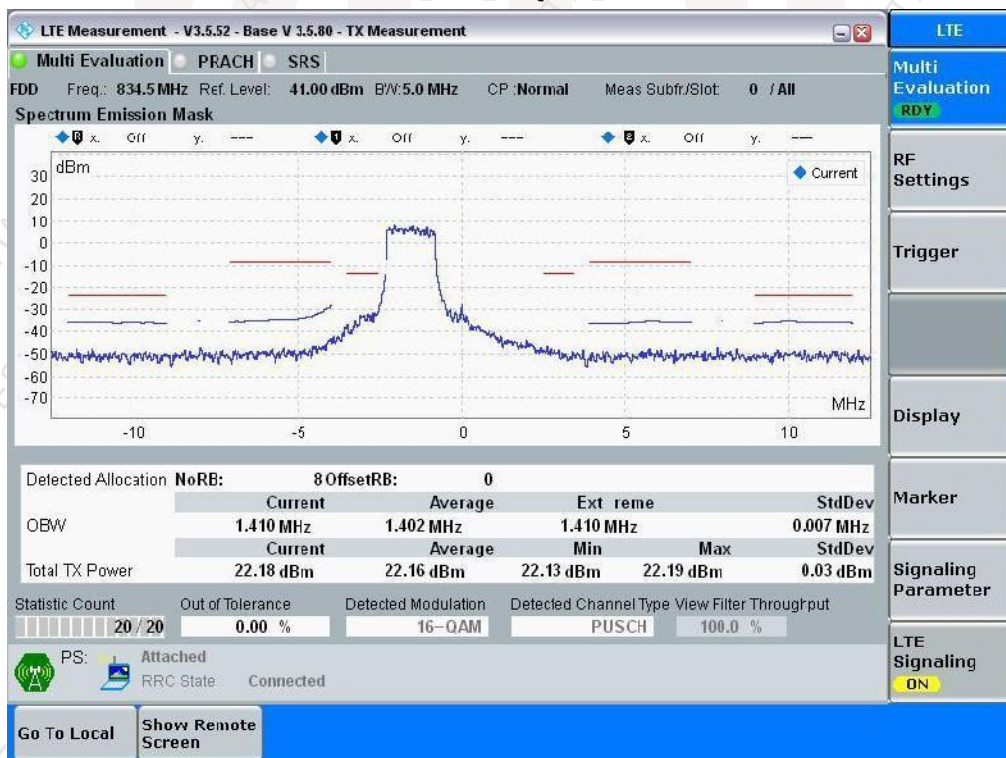 LTE Measurement - V3.5.52 - Base V 3.5.80 - TX Measurement
LTE
Multi Evaluation PRACH SRS
FDD Freq.: 834.5 MHz Ref. Level: 41.00 dBm BW: 5.0 MHz CP :Normal Meas Subfr./Slot: 0 / All
Spectrum Emission Mask
x. Off y. --- 1 x. Off y. --- 2 x. Off y. ---
dBm
Current
30
20
10
0
-10
-20
-30
-40
-50
-60
-70
MHz
-10 -5 0 5 10
Detected Allocation NoRB: 8 OffsetRB: 0
Current Average Ext reme StdDev
OBW 1.410 MHz 1.402 MHz 1.410 MHz 0.007 MHz
Current Average Min Max StdDev
Total TX Power 22.18 dBm 22.16 dBm 22.13 dBm 22.19 dBm 0.03 dBm
Statistic Count Out of Tolerance Detected Modulation Detected Channel Type View Filter Throughput
20 / 20 0.00 % 16-QAM PUSCH 100.0 %
PS: Attached
RRC State Connected
Multi
Evaluation
RDY
RF
Settings
Trigger
Display
Marker
Signaling
Parameter
LTE
Signaling
ON
Go To Local
Show Remote
Screen